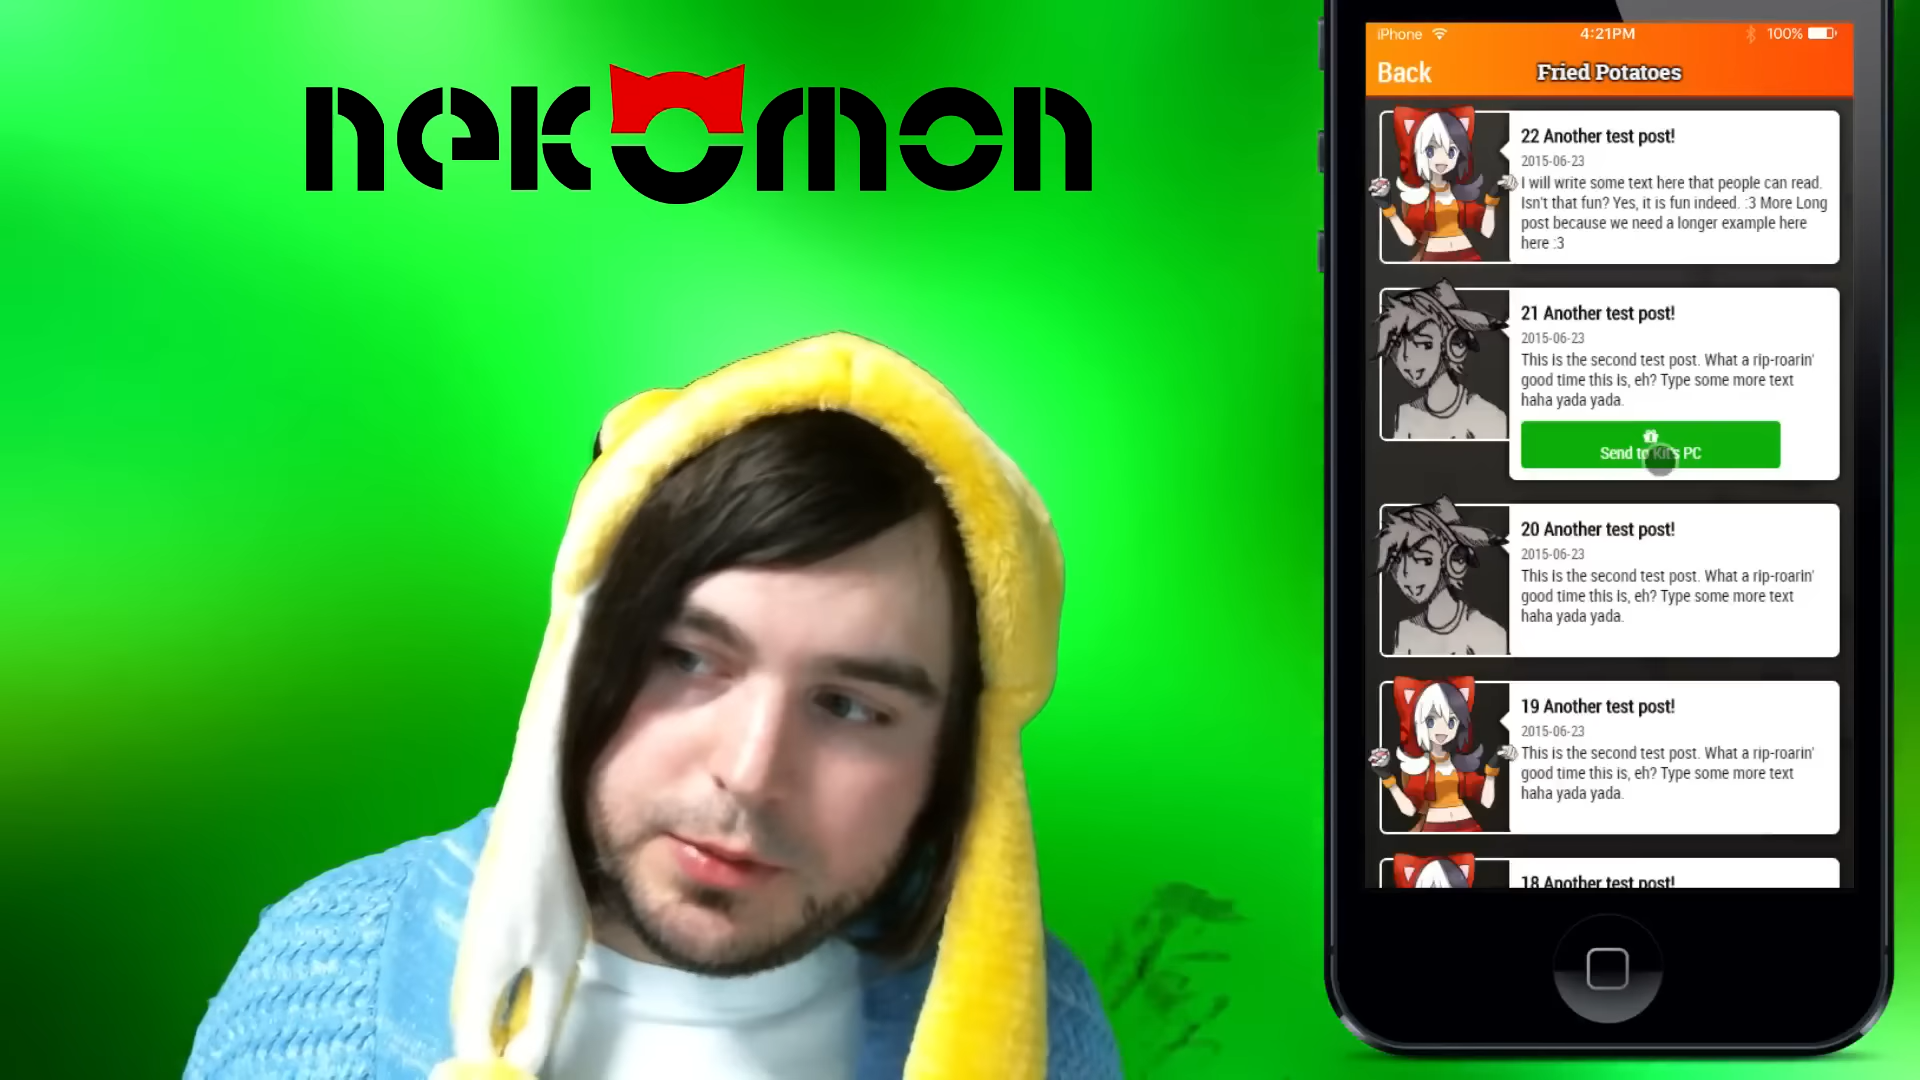 nekomon
iPhone 4:21PM 100%
Back Fried Potatoes
22 Another test post!
2015-06-23
I will write some text here that people can read.
Isn't that fun? Yes, it is fun indeed. :3 More Long
post because we need a longer example here
here :3
21 Another test post!
2015-06-23
This is the second test post. What a rip-roarin'
good time this is, eh? Type some more text
haha yada yada.
Send to Kit's PC
20 Another test post!
2015-06-23
This is the second test post. What a rip-roarin'
good time this is, eh? Type some more text
haha yada yada.
19 Another test post!
2015-06-23
This is the second test post. What a rip-roarin'
good time this is, eh? Type some more text
haha yada yada.
18 Another test post!